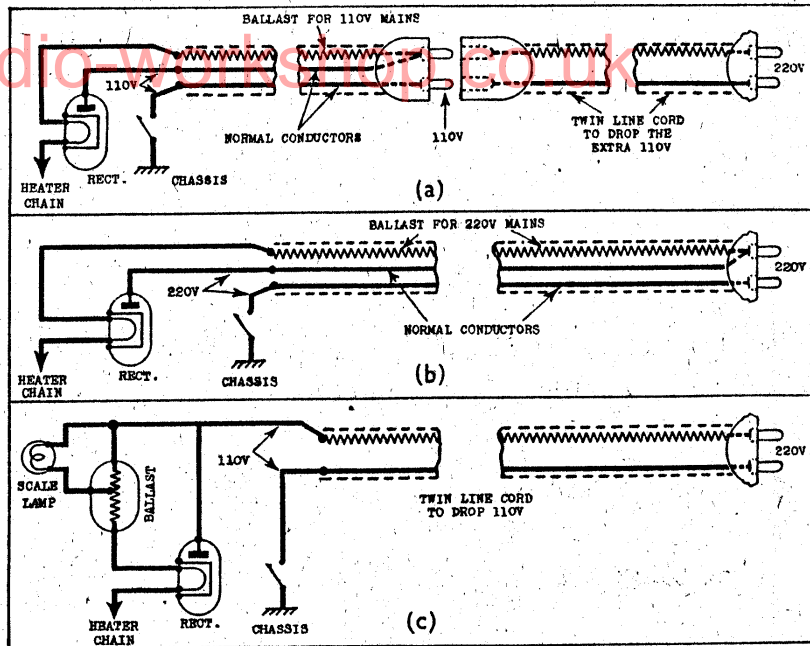 BALLAST FOR 110V MAINS
dio-workshop.co.uk
110V
220V
NORMAL CONDUCTORS
110V
TWIN LINE CORD
TO DROP THE
EXTRA 110V
RECT.
CHASSIS
HEATER
CHAIN
(a)
BALLAST FOR 220V MAINS
220V
220V
NORMAL CONDUCTORS
RECT.
CHASSIS
HEATER
CHAIN
(b)
110V
220V
SCALE
LAMP
BALLAST
TWIN LINE CORD
TO DROP 110V
HEATER
CHAIN
RECT.
CHASSIS
(c)